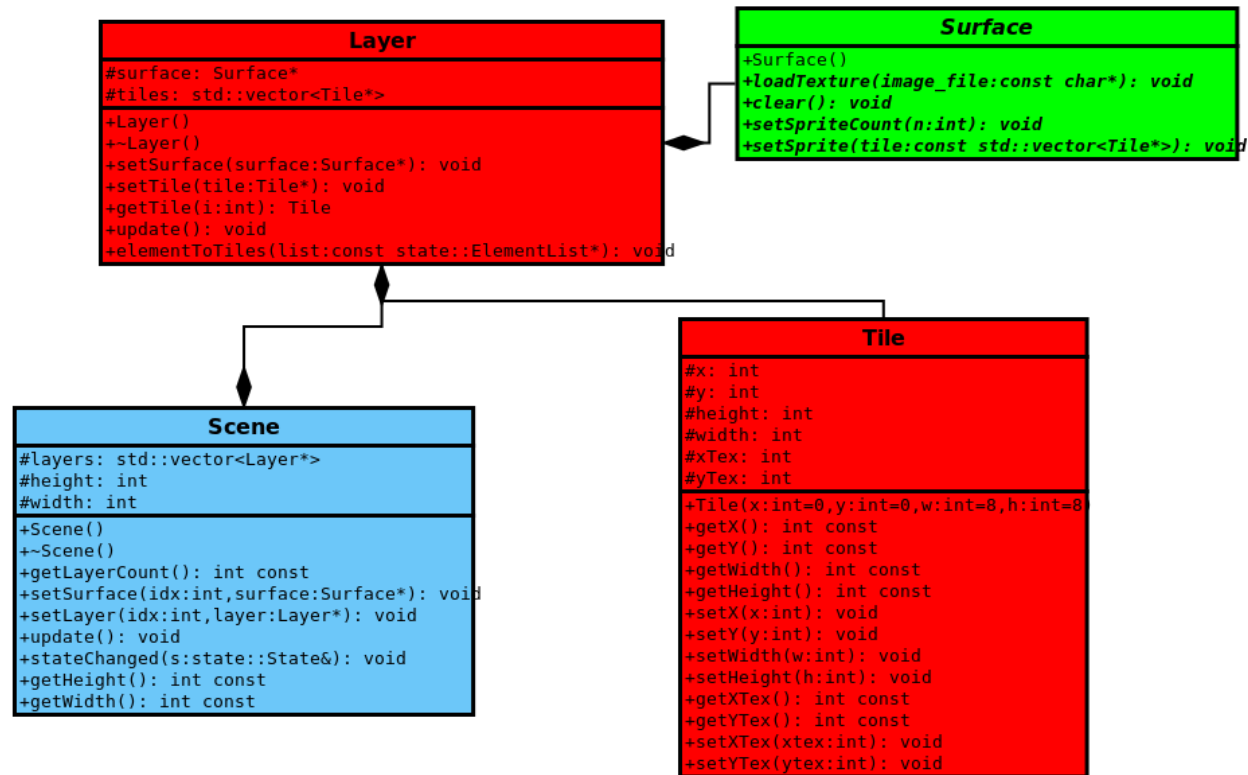 Layer
#surface: Surface*
#tiles: std::vector<Tile*>
+Layer()
+~Layer()
+setSurface(surface:Surface*): void
+setTile(tile:Tile*): void
+getTile(i:int): Tile
+update(): void
+elementToTiles(list:const state::ElementList*): void
Surface
+Surface()
+loadTexture(image_file:const char*): void
+clear(): void
+setSpriteCount(n:int): void
+setSprite(tile:const std::vector<Tile*>): void
Scene
#layers: std::vector<Layer*>
#height: int
#width: int
+Scene()
+~Scene()
+getLayerCount(): int const
+setSurface(idx:int,surface:Surface*): void
+setLayer(idx:int,layer:Layer*): void
+update(): void
+stateChanged(s:state::State&): void
+getHeight(): int const
+getWidth(): int const
Tile
#x: int
#y: int
#height: int
#width: int
#xTex: int
#yTex: int
+Tile(x:int=0,y:int=0,w:int=8,h:int=8)
+getX(): int const
+getY(): int const
+getWidth(): int const
+getHeight(): int const
+setX(x:int): void
+setY(y:int): void
+setWidth(w:int): void
+setHeight(h:int): void
+getXTex(): int const
+getYTex(): int const
+setXTex(xtex:int): void
+setYTex(ytex:int): void